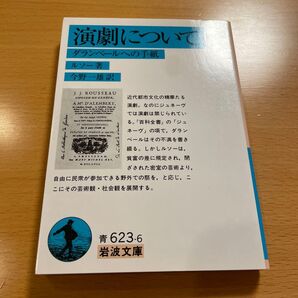 演劇について
ダランベールへの手紙
ルソー著
今野一雄訳
J. J. ROUSSEAU
A Mr. D'ALEMBERT,
近代都市文化の精華たる
演劇。なのにジュネーヴ
では演劇は禁じられてい
る。『百科全書』の「ジュ
ネーヴ」の項で、ダラン
ベールはその不満を書き
綴る。しかしルソーは、
貧富の差に規定され、閉
ざされた密室の芸術より、
自由に民衆が参加できる野外での祭を、と応じ、こ
こにその芸術観・社会観を展開する。
青 623-6
岩波文庫